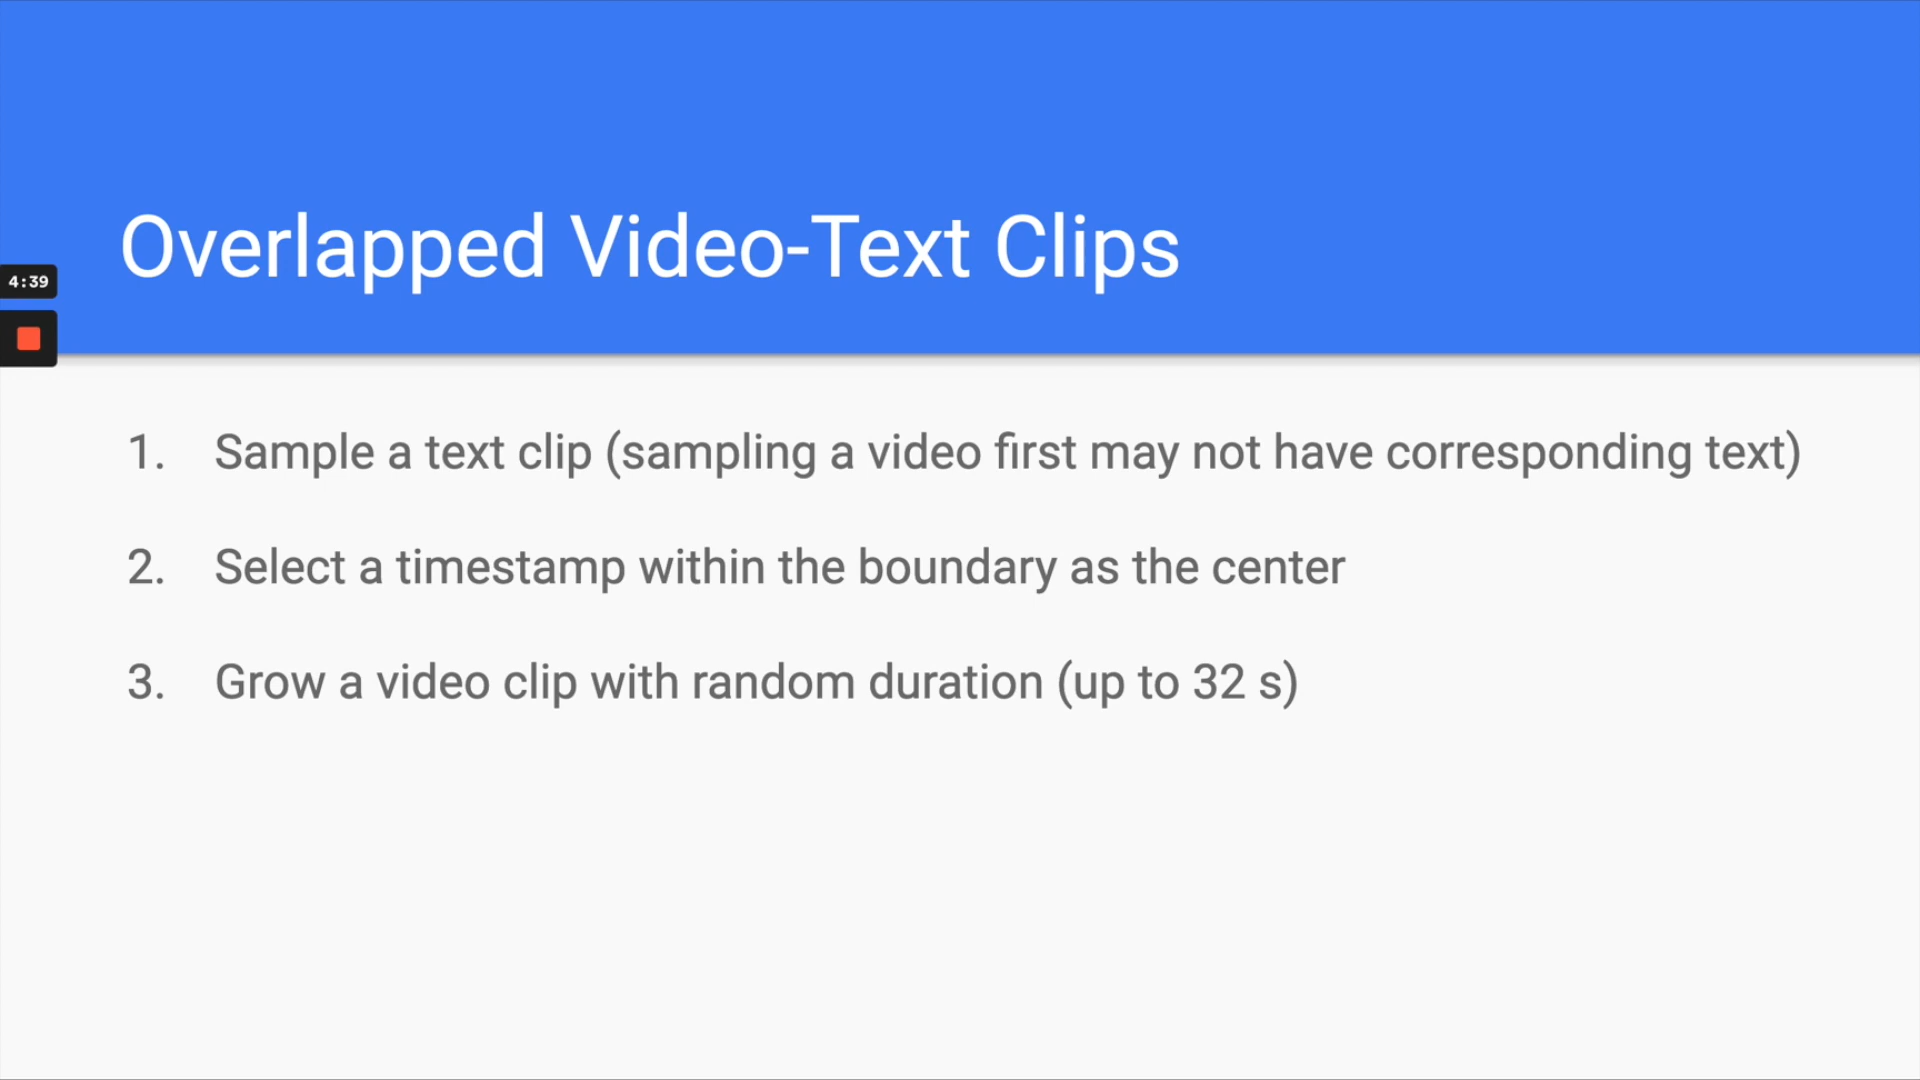 Overlapped Video-Text Clips
4:39
1. Sample a text clip (sampling a video first may not have corresponding text)
2. Select a timestamp within the boundary as the center
3. Grow a video clip with random duration (up to 32 s)